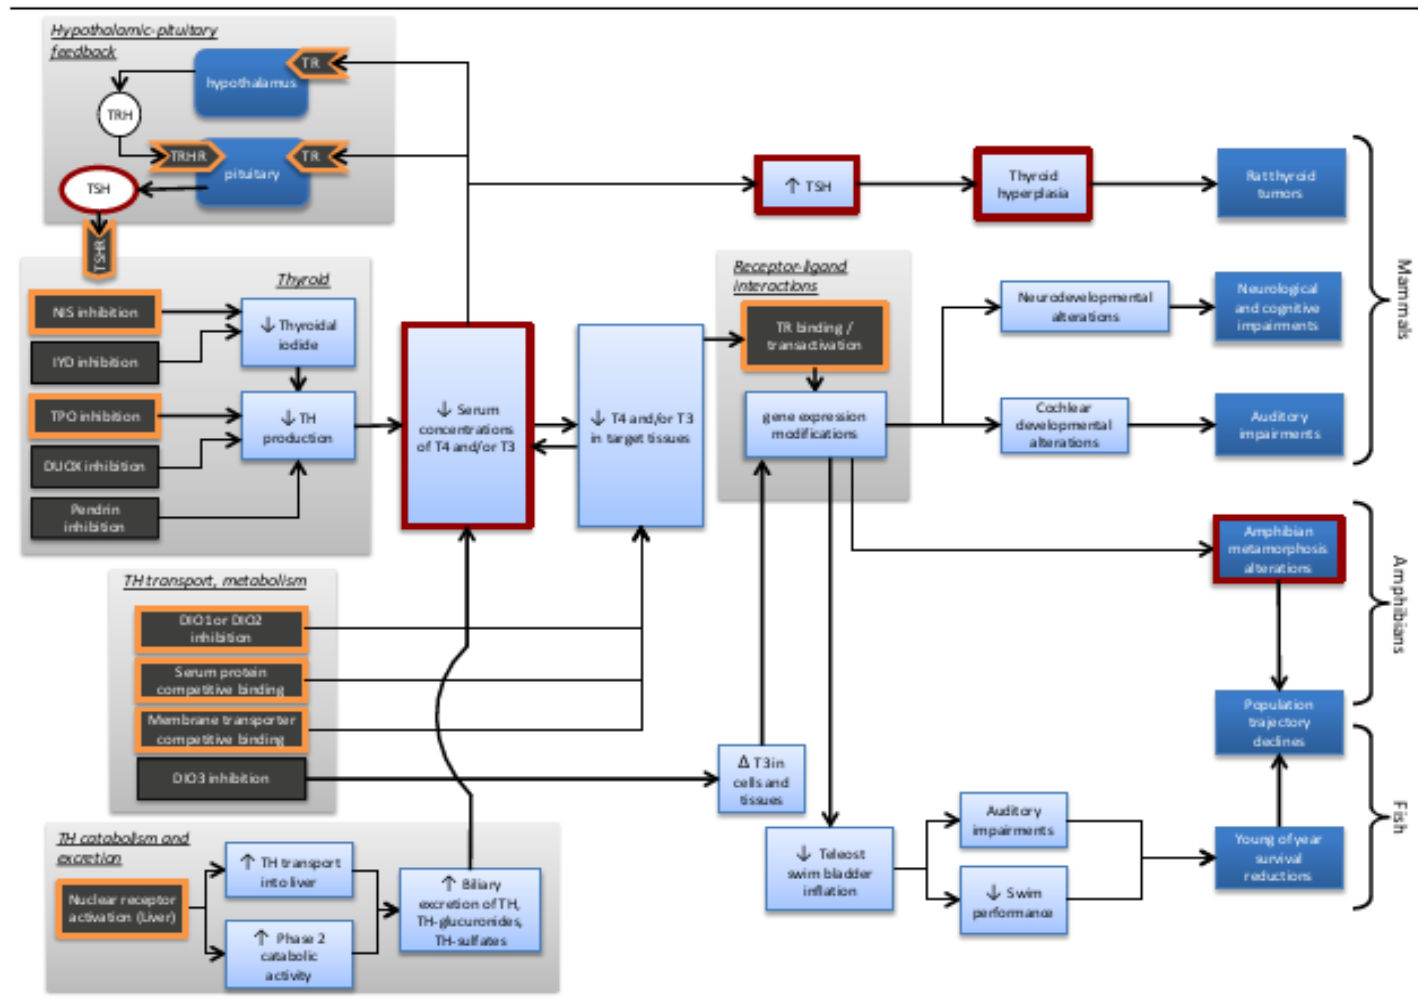 Hypothalamic-pituitary
feedback
hypothalamus
TR
TRH
TRHR
TR
pituitary
TSH
TSHR
↑ TSH
Thyroid
hyperplasia
Rat thyroid
tumors
Thyroid
NIS inhibition
IYD inhibition
TPO inhibition
DUOX inhibition
Pendrin
inhibition
↓ Thyroidal
iodide
↓ TH
production
↓ Serum
concentrations
of T4 and/or T3
↓ T4 and/or T3
in target tissues
Receptor-ligand
interactions
TR binding /
transactivation
gene expression
modifications
Neurodevelopmental
alterations
Neurological
and cognitive
impairments
Cochlear
developmental
alterations
Auditory
impairments
Mammals
Amphibian
metamorphosis
alterations
Amphibians
Population
trajectory
declines
Fish
TH transport, metabolism
DIO1 or DIO2
inhibition
Serum protein
competitive binding
Membrane transporter
competitive binding
DIO3 inhibition
Δ T3 in
cells and
tissues
↓ Teleost
swim bladder
inflation
Auditory
impairments
↓ Swim
performance
Young of year
survival
reductions
TH catabolism and
excretion
Nuclear receptor
activation (Liver)
↑ TH transport
into liver
↑ Phase 2
catabolic
activity
↑ Biliary
excretion of TH,
TH-glucuronides,
TH-sulfates